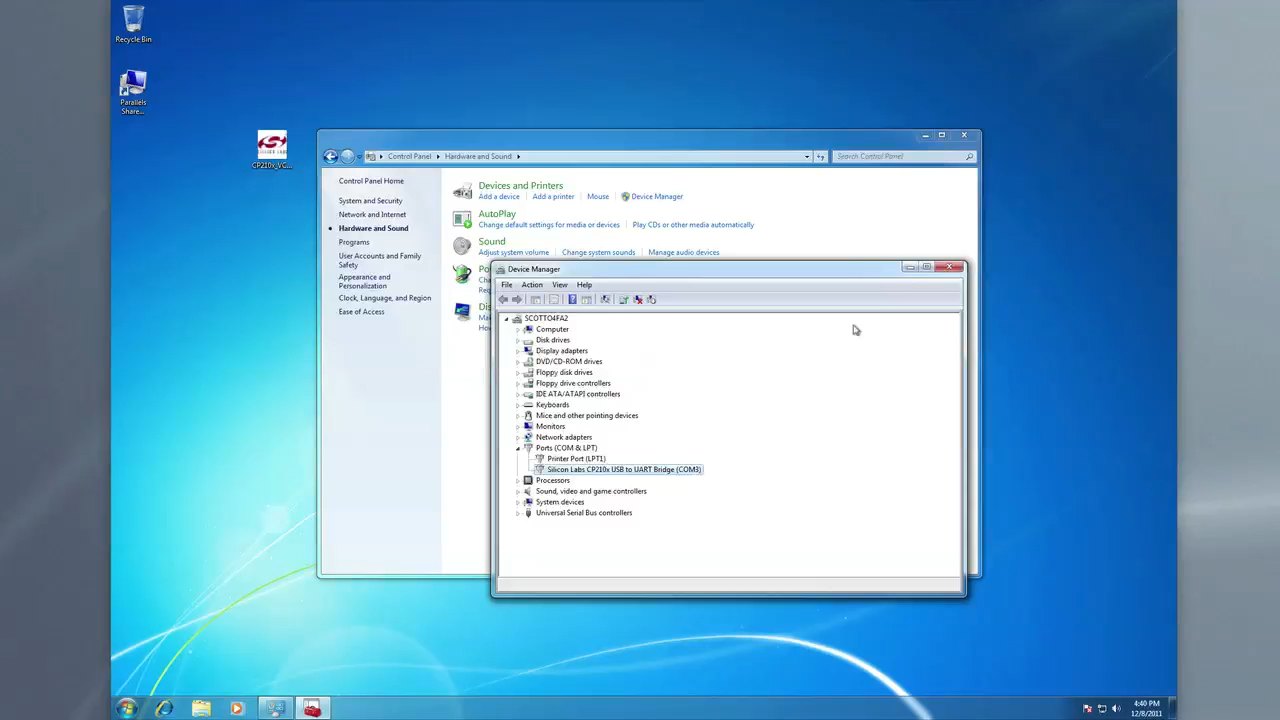 Recycle Bin
Parallels
Share...
CP210x_VC...
Control Panel
Hardware and Sound
Search Control Panel
Control Panel Home
System and Security
Network and Internet
Hardware and Sound
Programs
User Accounts and Family
Safety
Appearance and
Personalization
Clock, Language, and Region
Ease of Access
Devices and Printers
Add a device
Add a printer
Mouse
Device Manager
AutoPlay
Change default settings for media or devices
Play CDs or other media automatically
Sound
Adjust system volume
Change system sounds
Manage audio devices
Device Manager
File Action View Help
SCOTTO4FA2
Computer
Disk drives
Display adapters
DVD/CD-ROM drives
Floppy disk drives
Floppy drive controllers
IDE ATA/ATAPI controllers
Keyboards
Mice and other pointing devices
Monitors
Network adapters
Ports (COM & LPT)
Printer Port (LPT1)
Silicon Labs CP210x USB to UART Bridge (COM3)
Processors
Sound, video and game controllers
System devices
Universal Serial Bus controllers
4:40 PM
12/8/2011